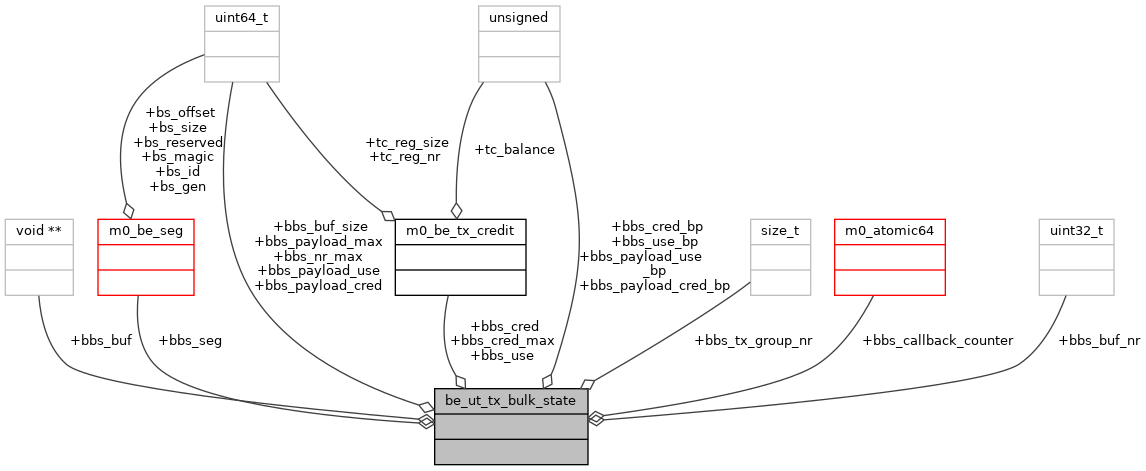 uint64_t
unsigned
+bs_offset
+bs_size
+bs_reserved
+bs_magic
+bs_id
+bs_gen
+tc_reg_size
+tc_reg_nr
+tc_balance
void **
m0_be_seg
m0_be_tx_credit
size_t
m0_atomic64
uint32_t
+bbs_buf_size
+bbs_payload_max
+bbs_nr_max
+bbs_payload_use
+bbs_payload_cred
+bbs_cred_bp
+bbs_use_bp
+bbs_payload_use
_bp
+bbs_payload_cred_bp
+bbs_buf
+bbs_seg
+bbs_cred
+bbs_cred_max
+bbs_use
+bbs_tx_group_nr
+bbs_callback_counter
+bbs_buf_nr
be_ut_tx_bulk_state